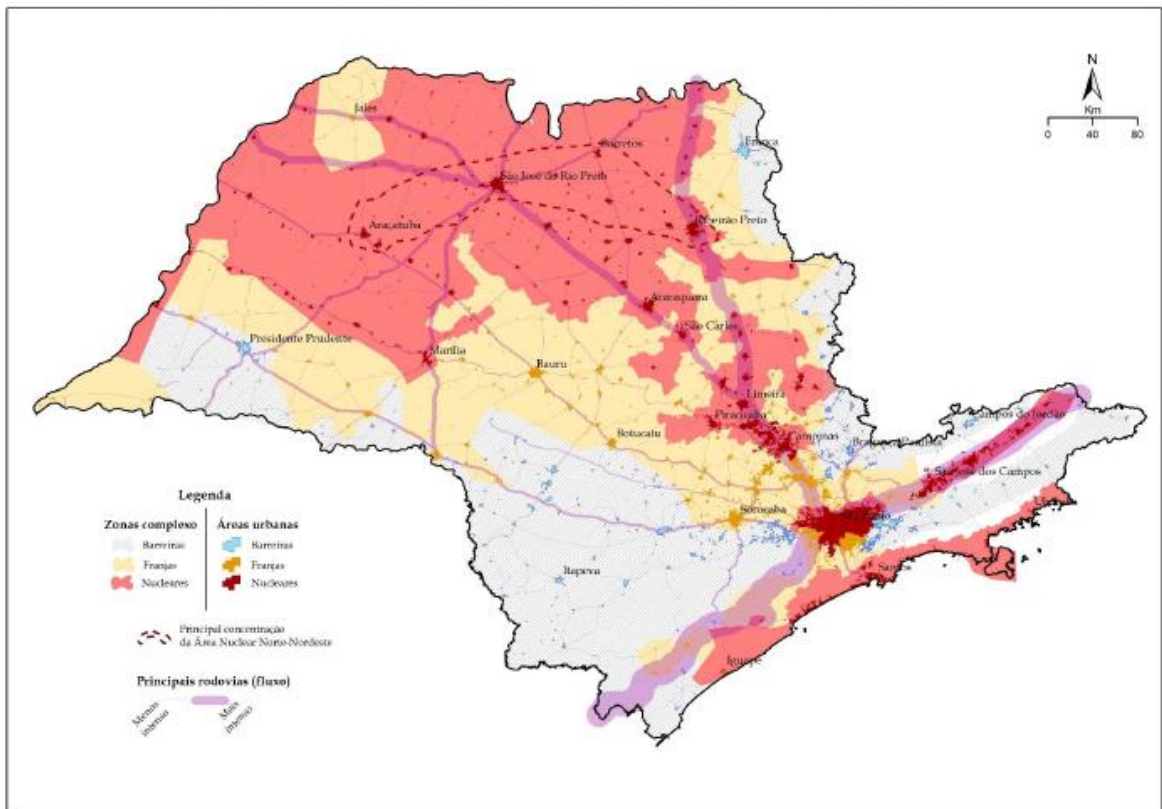 N
Km
0 40 80
Jales
Barretos
Franca
São José do Rio Preto
Araçatuba
Ribeirão Preto
Araraquara
São Carlos
Presidente Prudente
Marília
Bauru
Limeira
Piracicaba
Campos do Jordão
Botucatu
Campinas
Bragança Paulista
São José dos Campos
Sorocaba
Santos
Itapeva
Iguape
Legenda
Zonas complexo
Áreas urbanas
Barreiras
Barreiras
Franjas
Franjas
Nucleares
Nucleares
Principal concentração
da Área Nuclear Norte-Nordeste
Principais rodovias (fluxo)
Menos
intenso
Mais
intenso